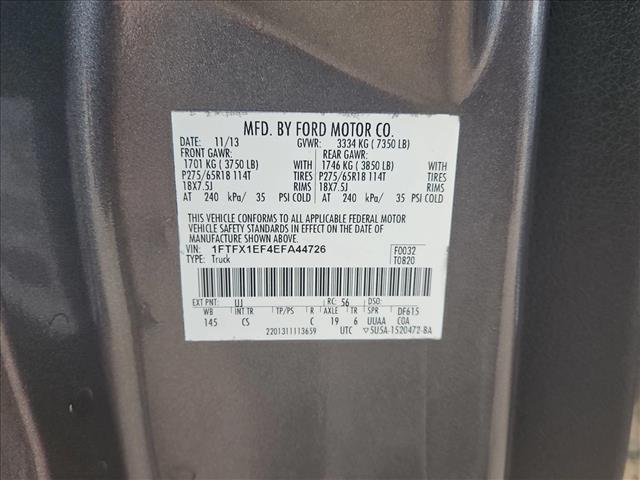 MFD. BY FORD MOTOR CO.
DATE: 11/13 GVWR: 3334 KG ( 7350 LB)
FRONT GAWR: REAR GAWR:
1701 KG ( 3750 LB) WITH 1746 KG ( 3850 LB) WITH
P275/65R18 114T TIRES P275/65R18 114T TIRES
18X7.5J RIMS 18X7.5J RIMS
AT 240 kPa/ 35 PSI COLD AT 240 kPa/ 35 PSI COLD
THIS VEHICLE CONFORMS TO ALL APPLICABLE FEDERAL MOTOR
VEHICLE SAFETY STANDARDS IN EFFECT ON THE DATE OF
MANUFACTURE SHOWN ABOVE.
VIN: 1FTFX1EF4EFA44726 F0032
TYPE: Truck T0820
EXT PNT: UJ RC: 56 DSO:
WB INT TR TP/PS R AXLE TR SPR DF615
145 CS C 19 6 UUAA COA
2201311113659 UTC ▽5U5A-1520472-BA